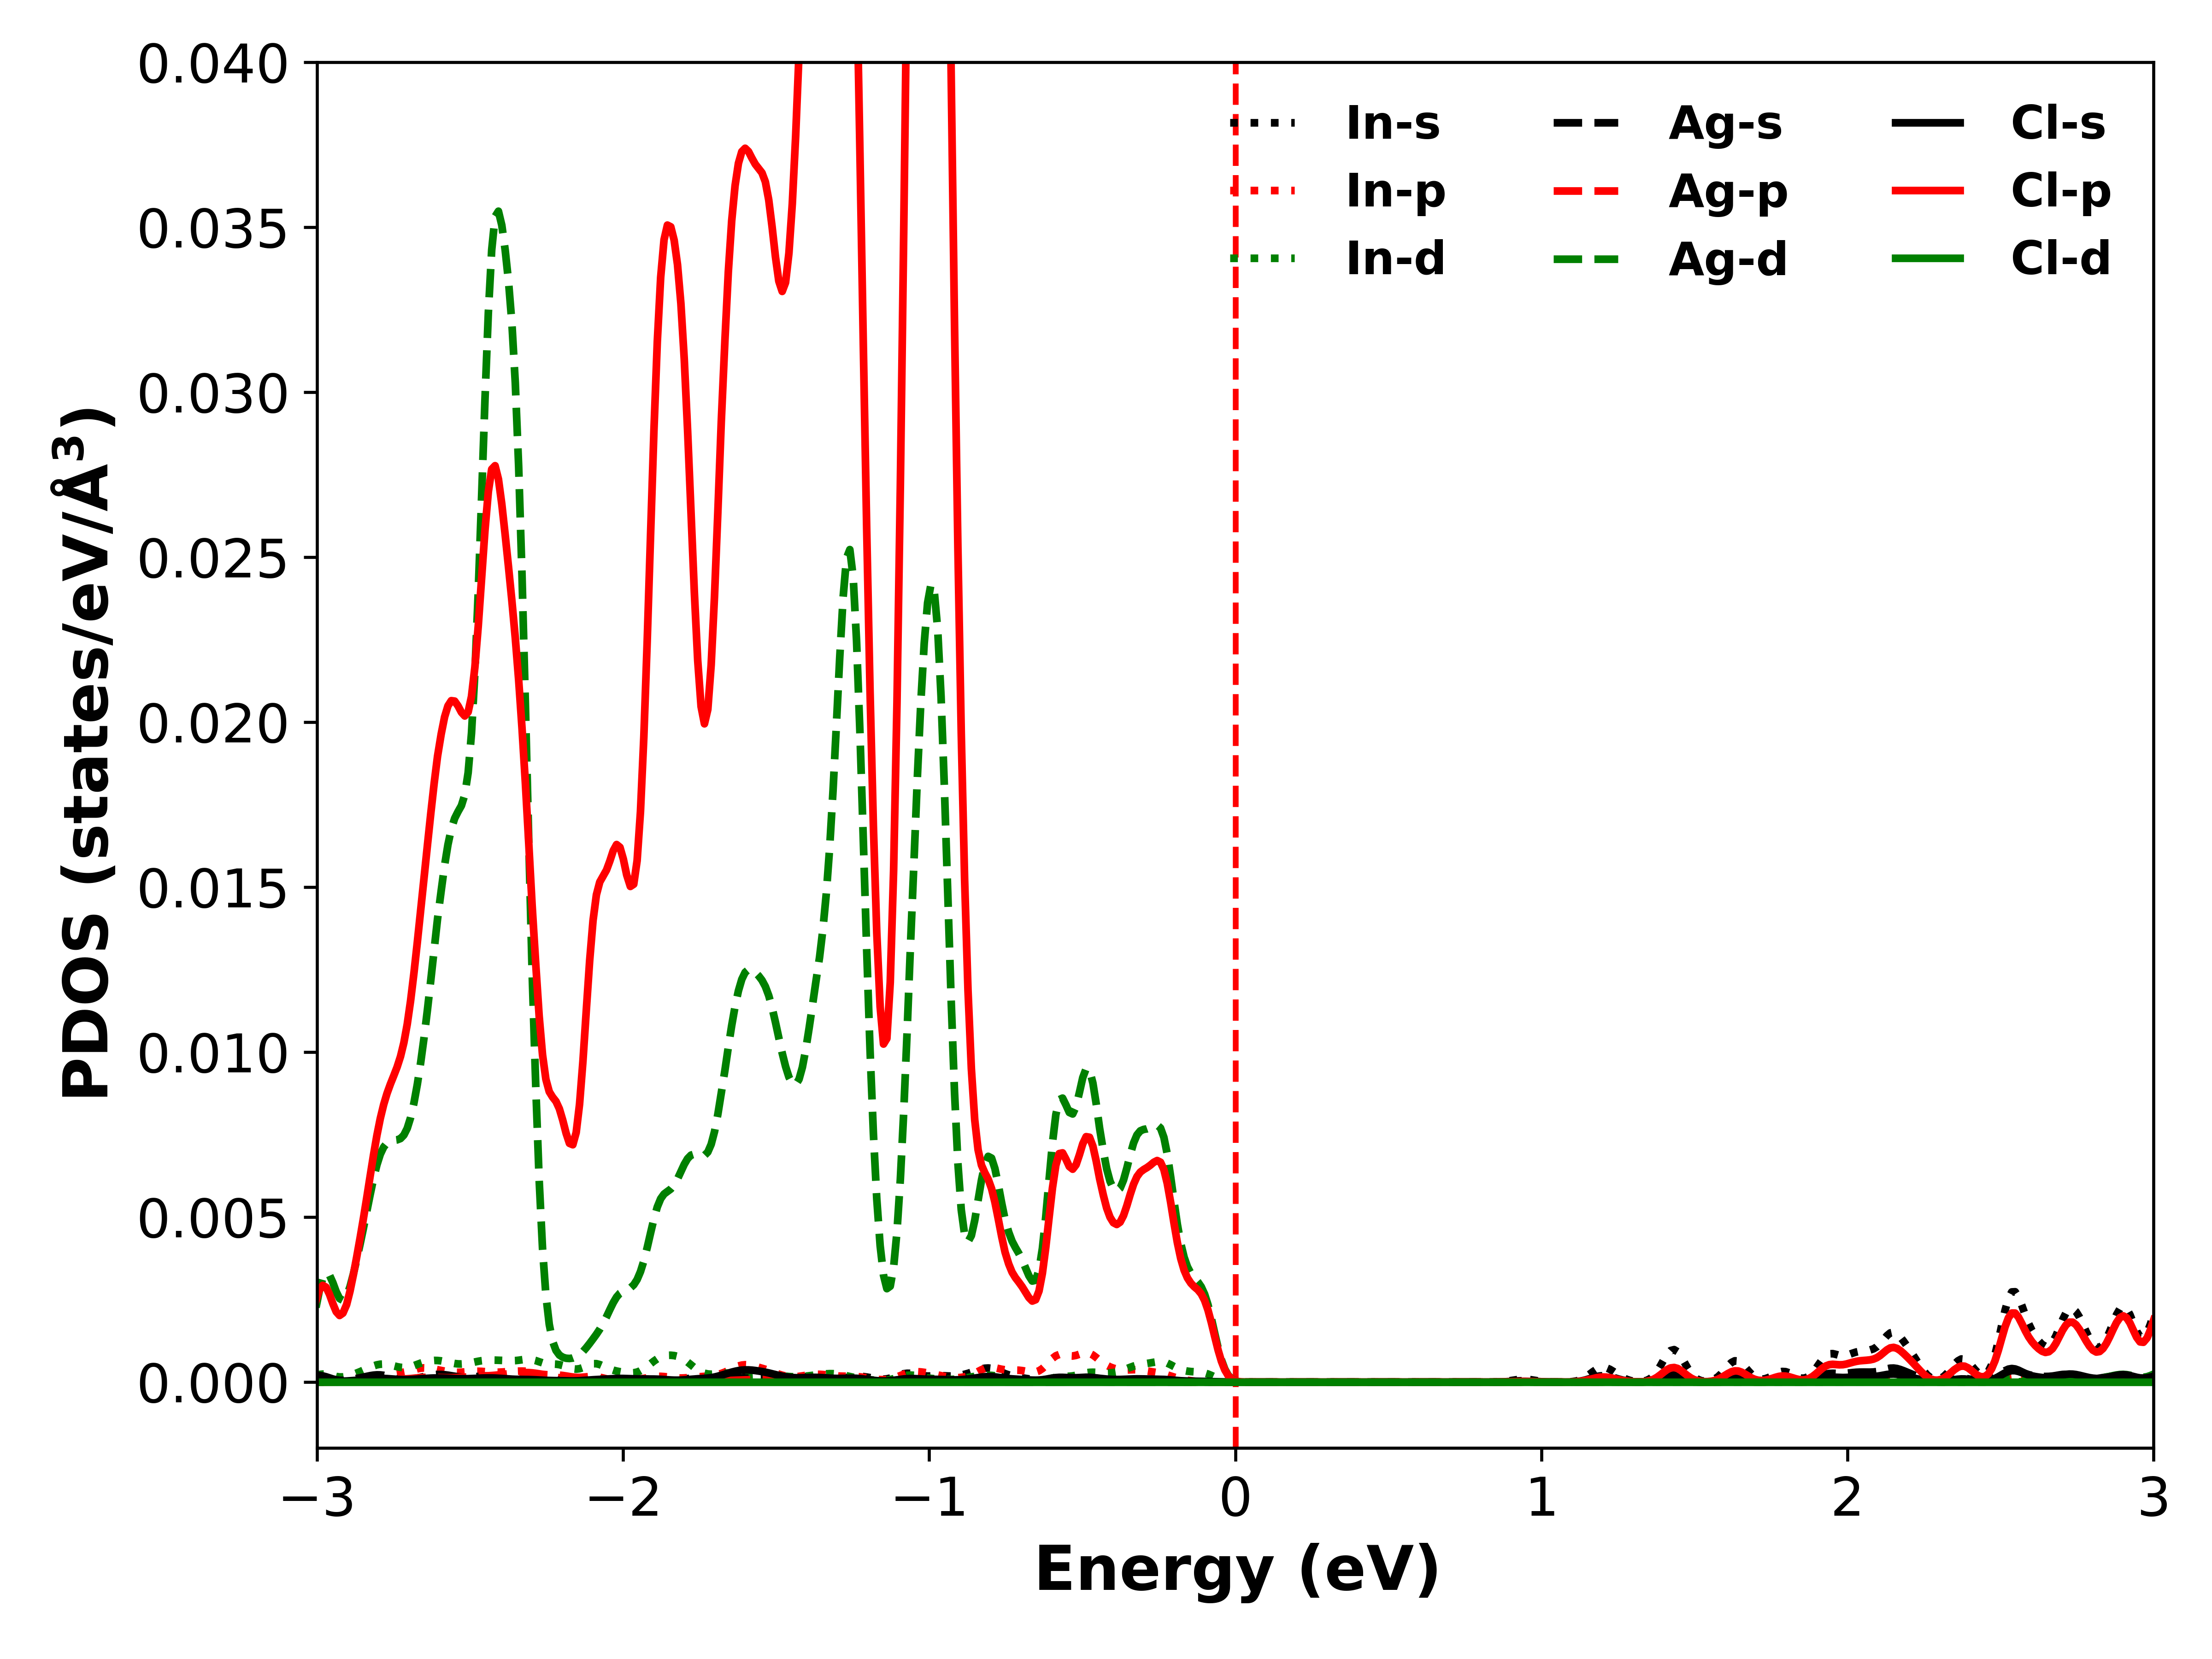 0.040
0.035
0.030
0.025
0.020
0.015
0.010
0.005
0.000
PDOS (states/eV/Å³)
In-s Ag-s Cl-s
In-p Ag-p Cl-p
In-d Ag-d Cl-d
−3 −2 −1 0 1 2 3
Energy (eV)